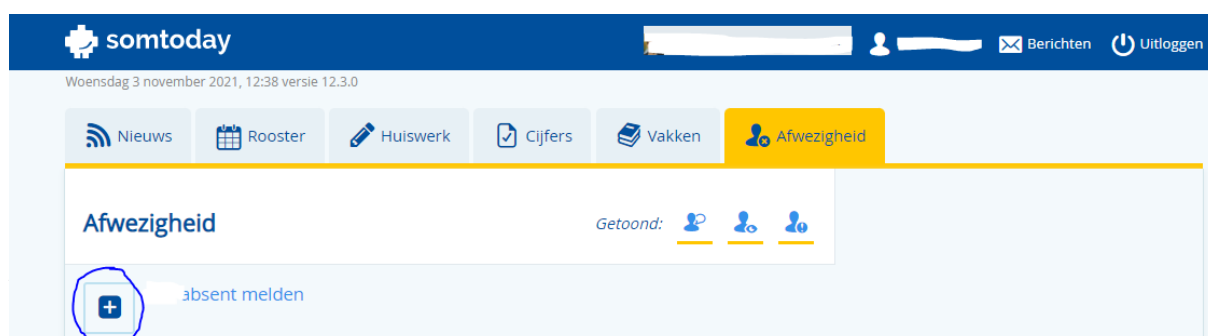 somtoday
Berichten Uitloggen
Woensdag 3 november 2021, 12:38 versie 12.3.0
Nieuws Rooster Huiswerk Cijfers Vakken Afwezigheid
Afwezigheid Getoond:
absent melden